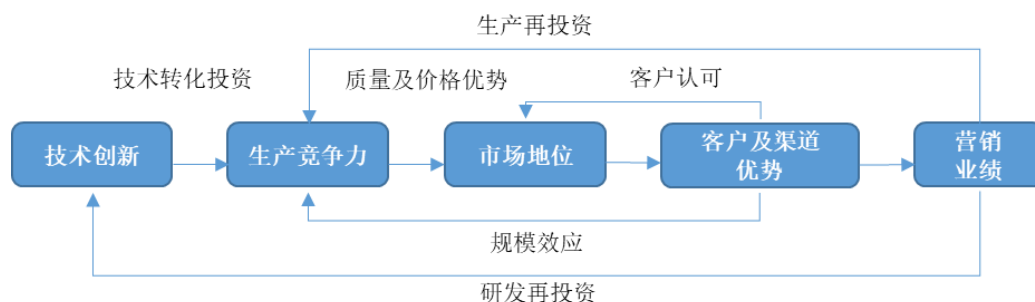 生产再投资
技术转化投资
质量及价格优势
客户认可
技术创新
生产竞争力
市场地位
客户及渠道
优势
营销
业绩
规模效应
研发再投资